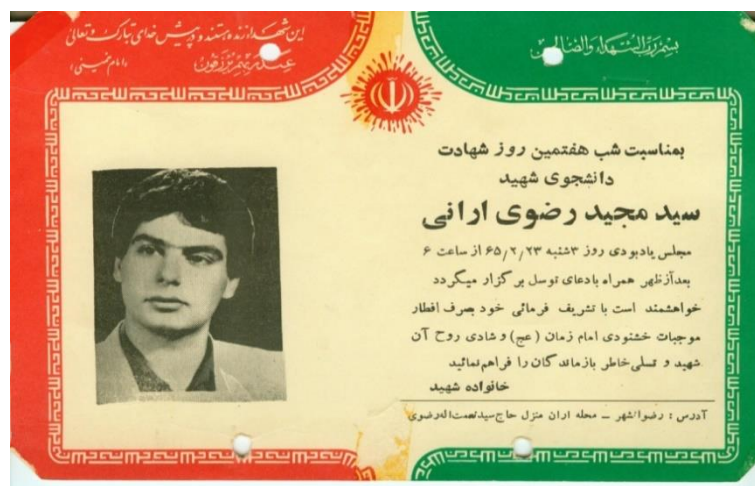 بسم رب الشهداء والصالحین
این شهدا زنده هستند و پیش خدای تبارک و تعالی
عند ربهم یرزقون
«امام خمینی»
بمناسبت شب هفتمین روز شهادت
دانشجوی شهید
سید مجید رضوی ارانی
مجلس یادبودی روز ۳شنبه ۶۵/۲/۲۳ از ساعت ۶
بعدازظهر همراه بادعای توسل برگزار میگردد
خواهشمند است با تشریف فرمائی خود بصرف افطار
موجبات خشنودی امام زمان (عج) و شادی روح آن
شهید و تسلی خاطر بازماندگان را فراهم نمائید
خانواده شهید
آدرس : رضوانشهر – محله اران منزل حاج سیدنعمت اله رضوی